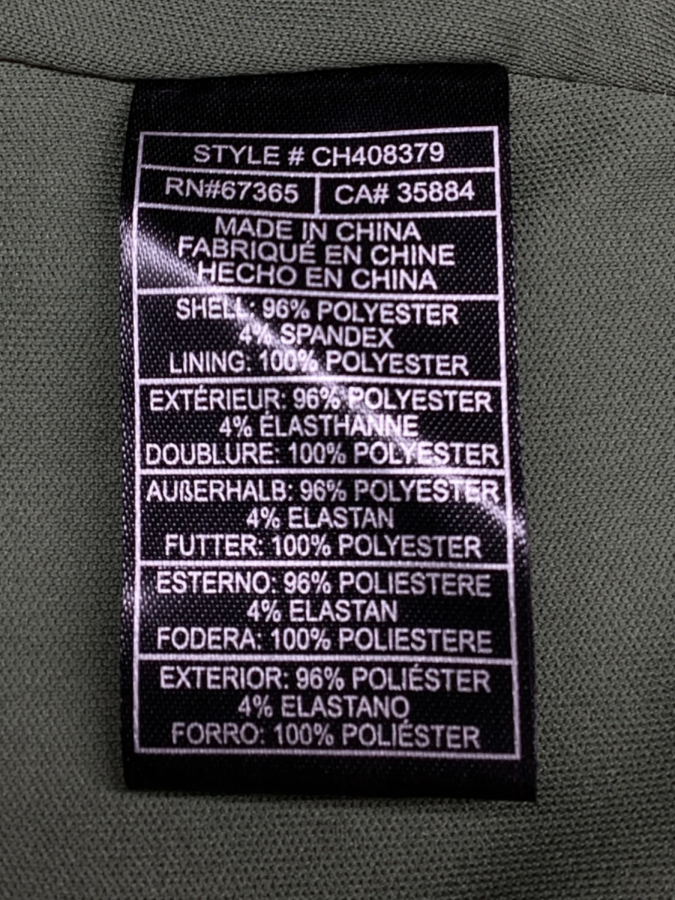 STYLE # CH408379
RN#67365 CA# 35884
MADE IN CHINA
FABRIQUÉ EN CHINE
HECHO EN CHINA
SHELL: 96% POLYESTER
4% SPANDEX
LINING: 100% POLYESTER
EXTÉRIEUR: 96% POLYESTER
4% ÉLASTHANNE
DOUBLURE: 100% POLYESTER
AUßERHALB: 96% POLYESTER
4% ELASTAN
FUTTER: 100% POLYESTER
ESTERNO: 96% POLIESTERE
4% ELASTAN
FODERA: 100% POLIESTERE
EXTERIOR: 96% POLIÉSTER
4% ELASTANO
FORRO: 100% POLIÉSTER